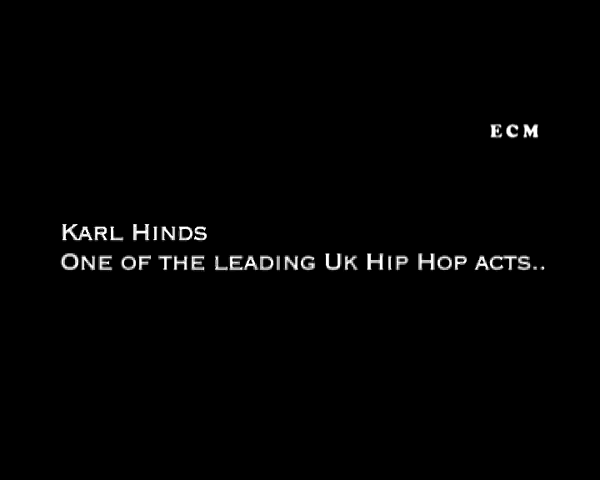 ECM
Karl Hinds
One of the leading Uk Hip Hop acts..